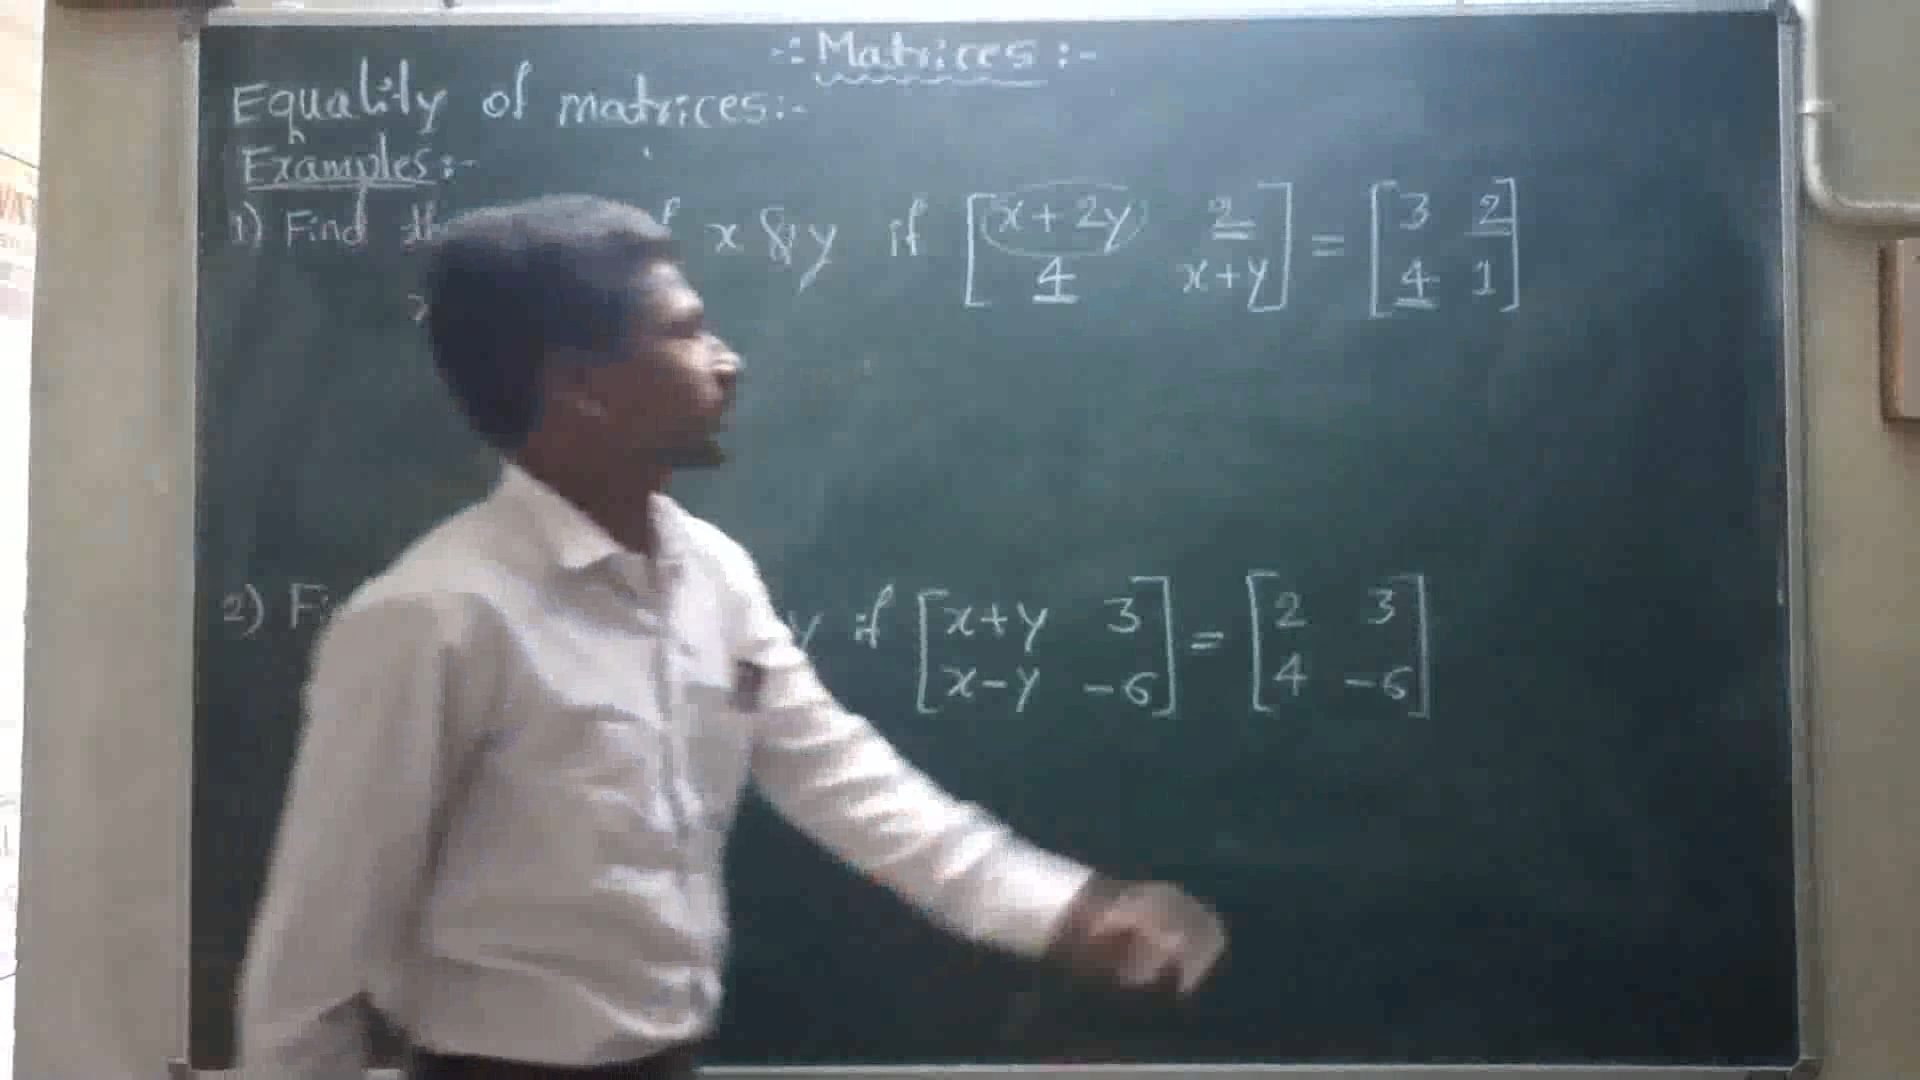 -: Matrices :-
Equality of matrices:-
Examples:-
1) Find x & y if [x+2y 2 4 x+y] = [3 2 4 1]
2) y if [x+y 3 x-y -6] = [2 3 4 -6]